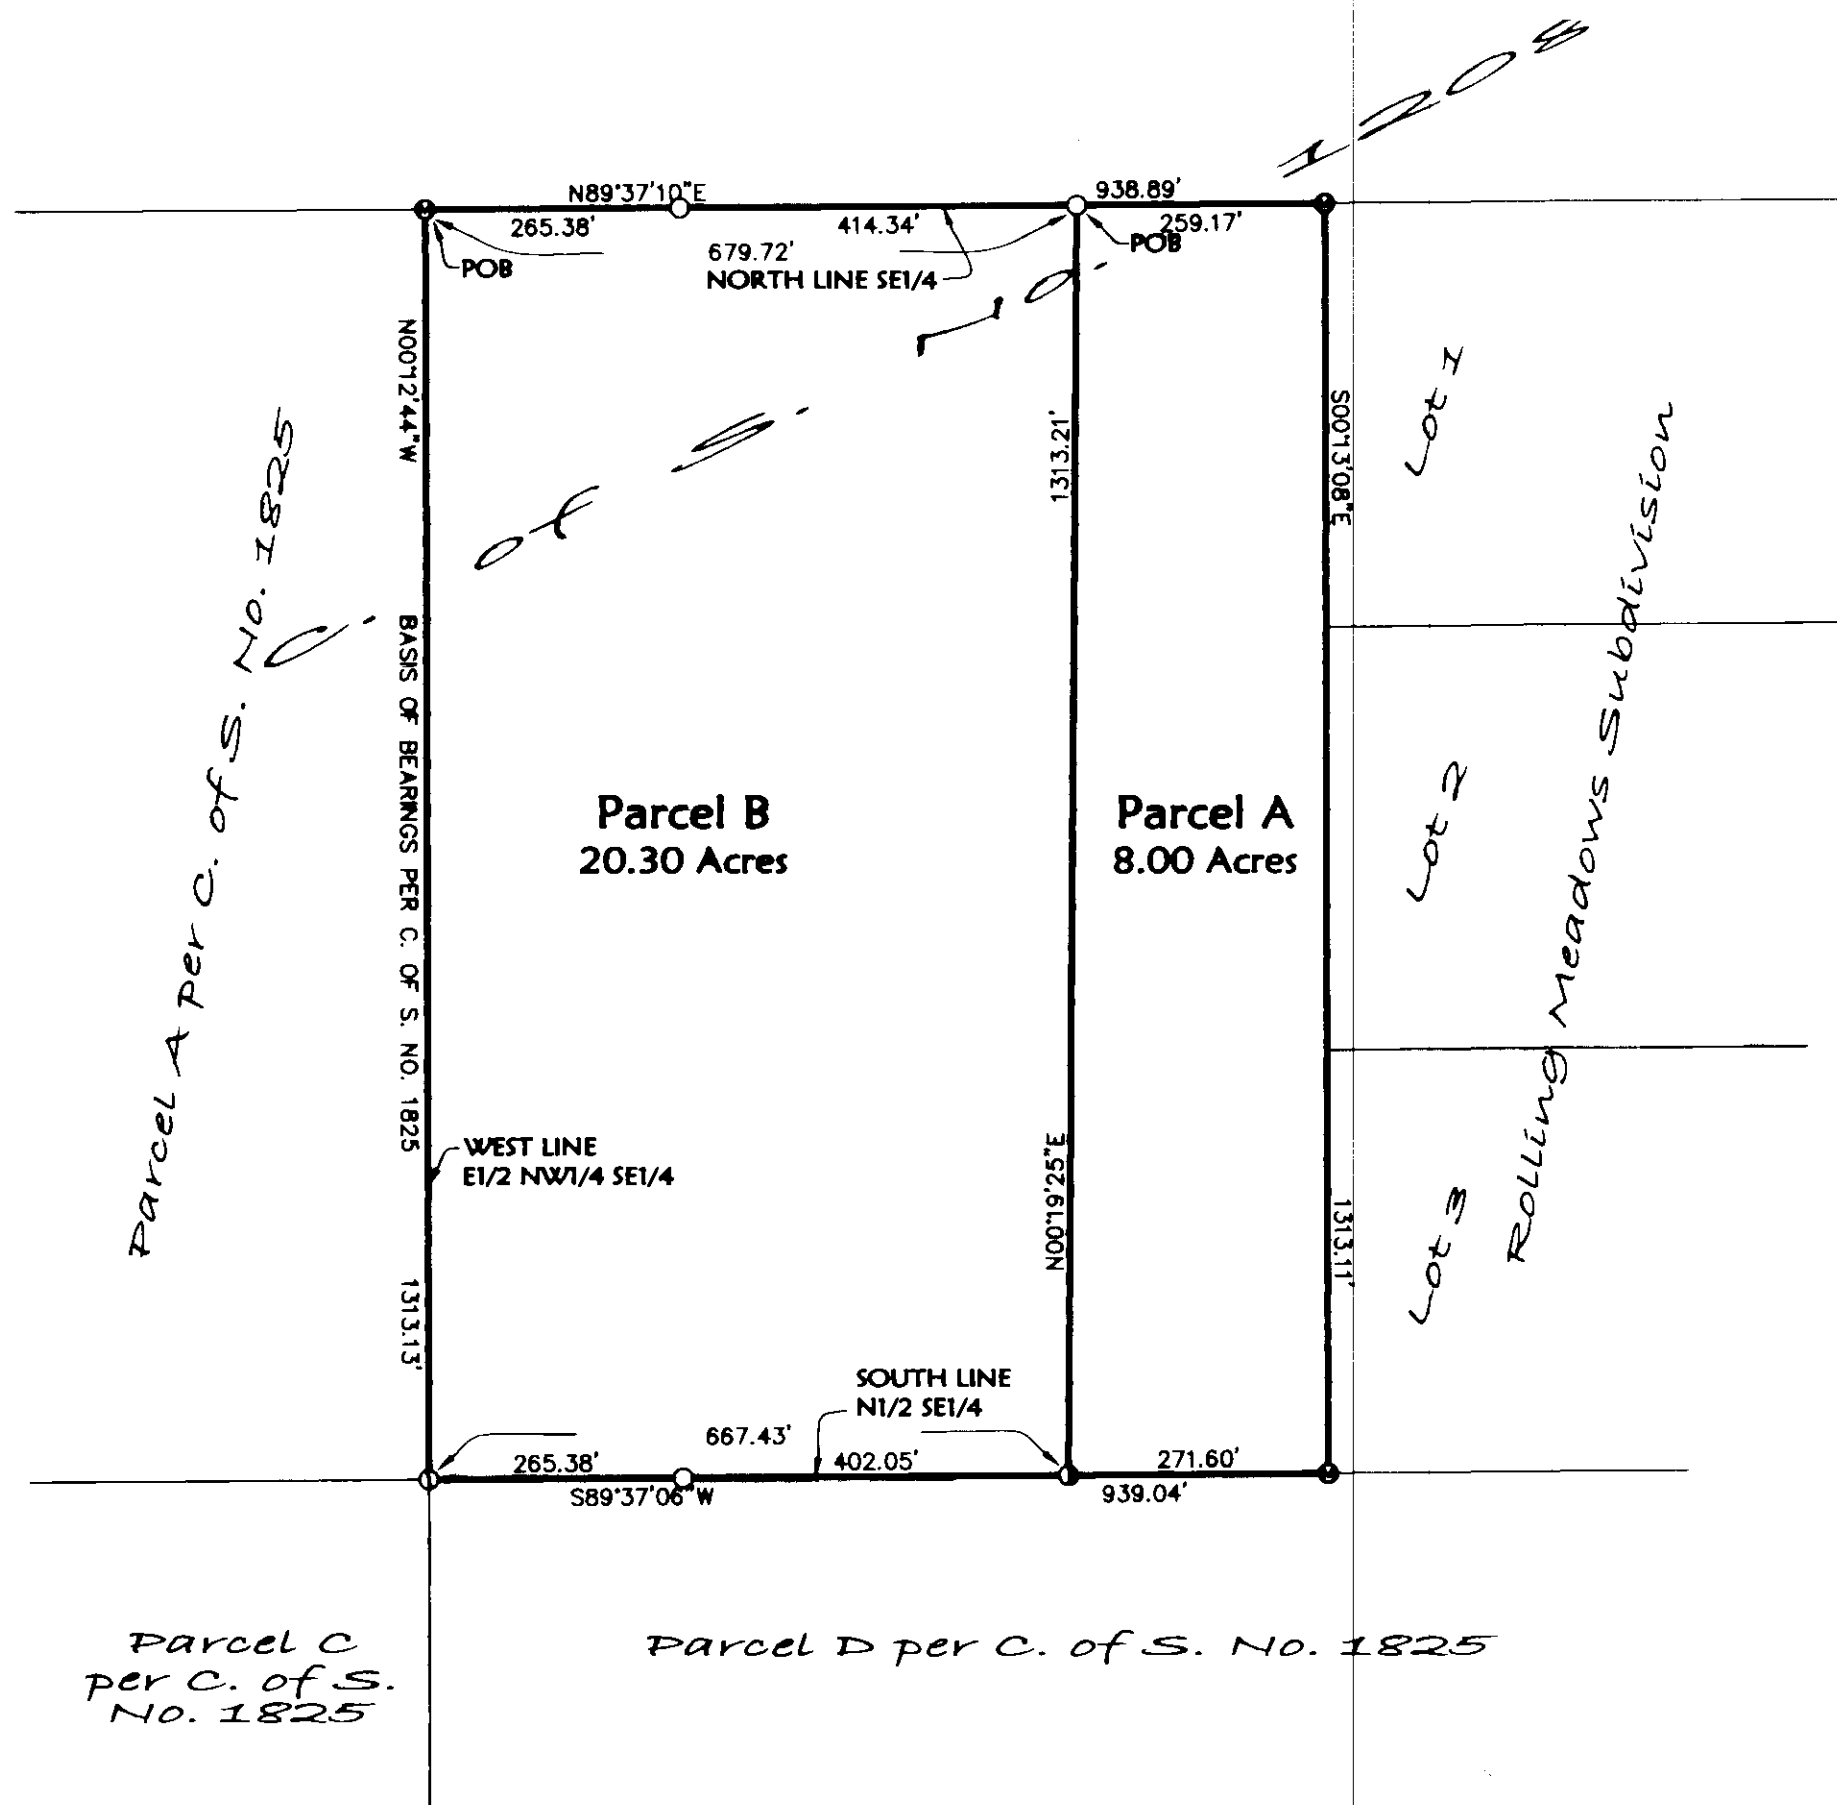 C. of S. No. 1208
N89°37'10"E
938.89'
265.38'
414.34'
259.17'
679.72'
POB
POB
NORTH LINE SE1/4
N00°12'44"W
BASIS OF BEARINGS PER C. OF S. NO. 1825
1313.13'
1313.21'
N00°19'25"E
S00°13'08"E
1313.11'
Parcel A per C. of S. No. 1825
Parcel B
20.30 Acres
Parcel A
8.00 Acres
Lot 1
Lot 2
Lot 3
Rolling Meadows Subdivision
WEST LINE
E1/2 NW1/4 SE1/4
SOUTH LINE
N1/2 SE1/4
667.43'
265.38'
402.05'
271.60'
S89°37'06"W
939.04'
Parcel C
per C. of S.
No. 1825
Parcel D per C. of S. No. 1825